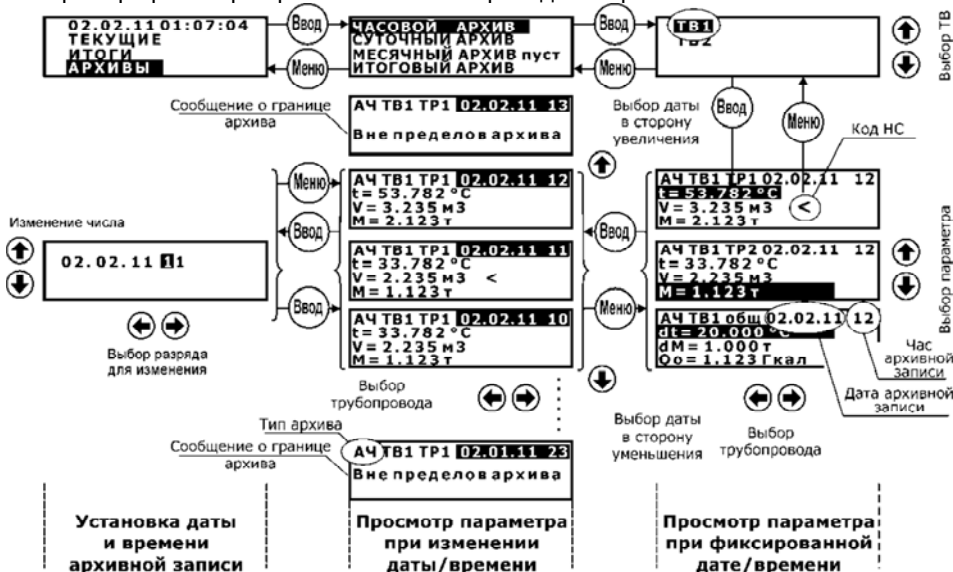 02.02.11 01:07:04
ТЕКУЩИЕ
ИТОГИ
АРХИВЫ
Ввод
Меню
ЧАСОВОЙ АРХИВ
СУТОЧНЫЙ АРХИВ
МЕСЯЧНЫЙ АРХИВ пуст
ИТОГОВЫЙ АРХИВ
Ввод
Меню
ТВ1
ТВ2
Выбор ТВ
Сообщение о границе
архива
АЧ ТВ1 ТР1 02.02.11 13
Вне пределов архива
Выбор даты
в сторону
увеличения
Ввод
Меню
Код НС
Изменение числа
02.02.11 11
Выбор разряда
для изменения
Меню
Ввод
Ввод
АЧ ТВ1 ТР1 02.02.11 12
t= 53.782 °C
V= 3.235 м3
M= 2.123 т
АЧ ТВ1 ТР1 02.02.11 11
t= 33.782 °C
V= 2.235 м3 <
M= 1.123 т
АЧ ТВ1 ТР1 02.02.11 10
t= 33.782 °C
V= 2.235 м3
M= 1.123 т
Ввод
Меню
АЧ ТВ1 ТР1 02.02.11 12
t= 53.782 °C
V= 3.235 м3 <
M= 2.123 т
АЧ ТВ1 ТР2 02.02.11 12
t= 33.782 °C
V= 2.235 м3
M= 1.123 т
АЧ ТВ1 общ 02.02.11 12
dt= 20.000 °C
dM= 1.000 т
Qо= 1.123 Гкал
Выбор параметра
Час
архивной
записи
Дата архивной
записи
Выбор
трубопровода
Тип архива
Сообщение о границе
архива
АЧ ТВ1 ТР1 02.01.11 23
Вне пределов архива
Выбор даты
в сторону
уменьшения
Выбор
трубопровода
Установка даты
и времени
архивной записи
Просмотр параметра
при изменении
даты/времени
Просмотр параметра
при фиксированной
дате/времени